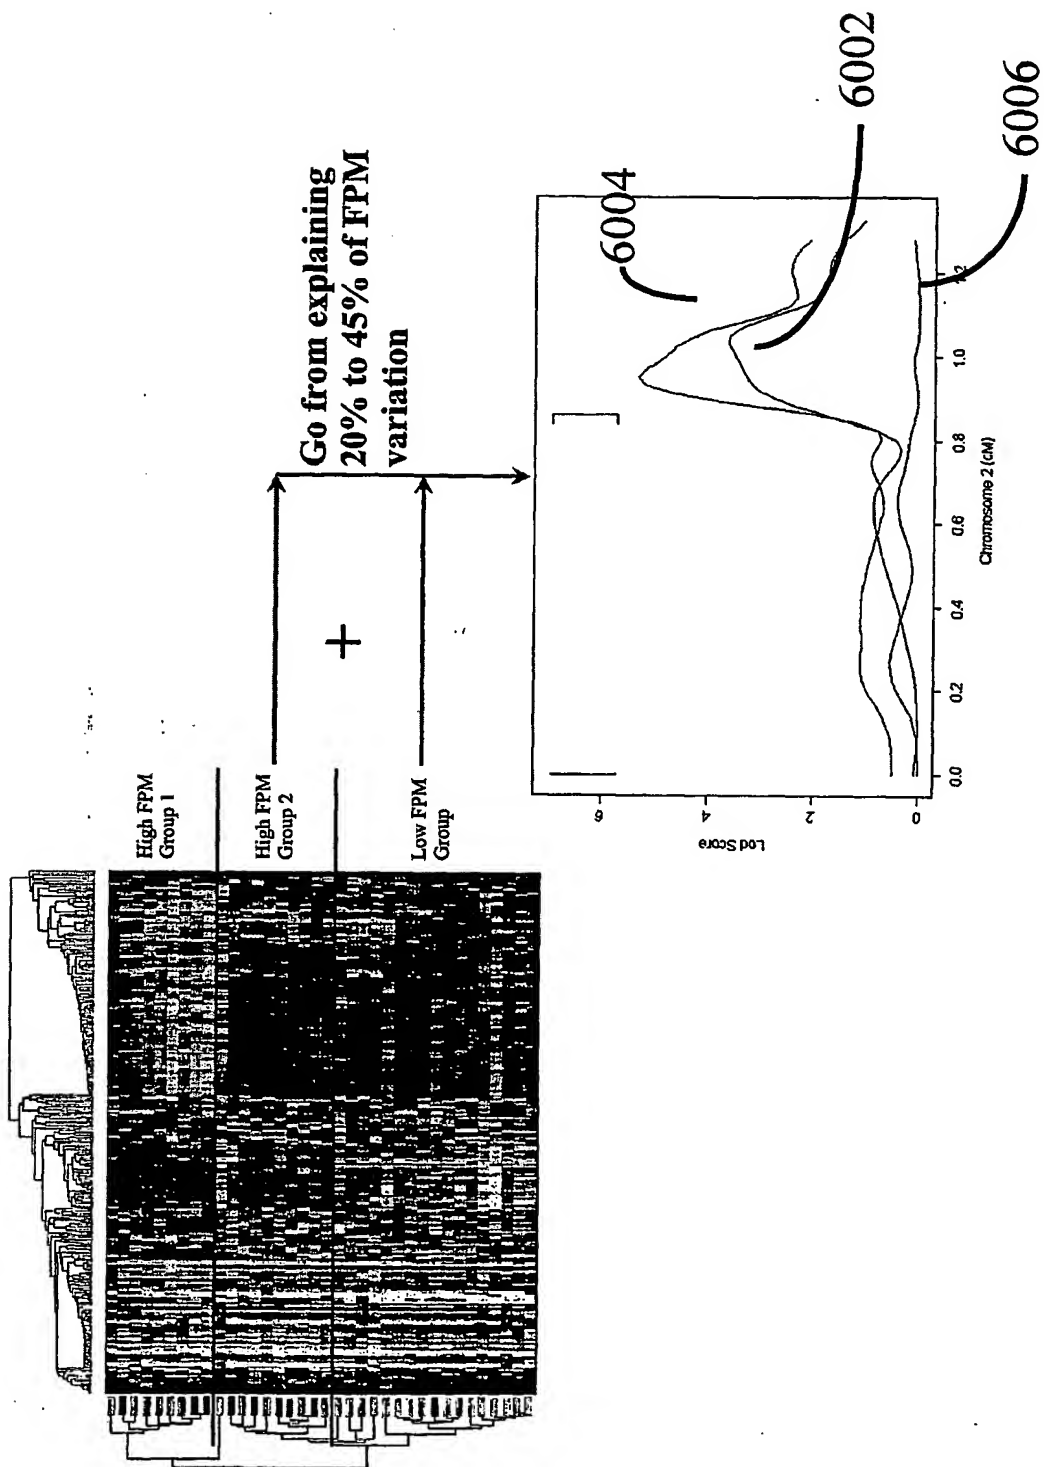 High FPM
Group 1
High FPM
Group 2
Low FPM
Group
+
Go from explaining
20% to 45% of FPM
variation
6004
6002
6006
Lod Score
6
4
2
0
0.0
0.2
0.4
0.6
0.8
1.0
1.2
Chromosome 2 (cM)